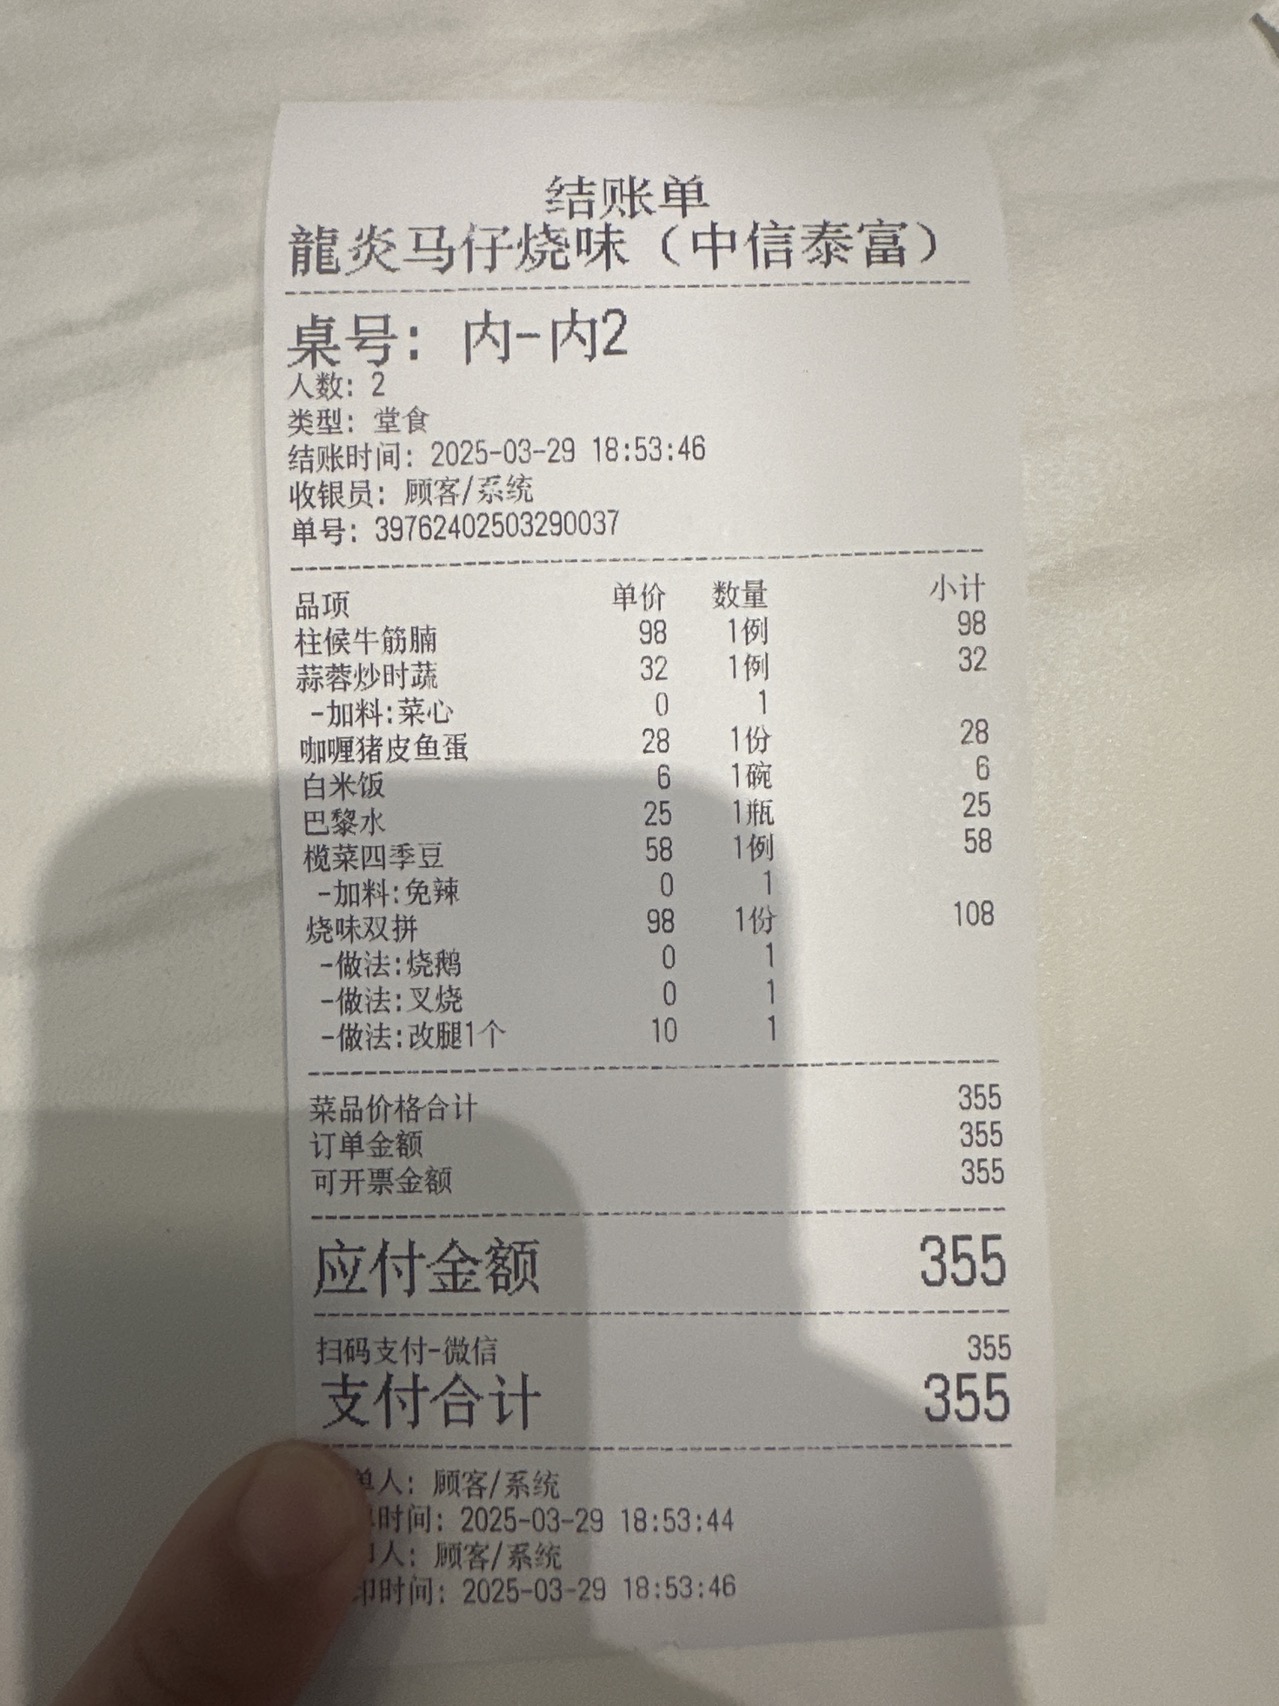 结账单
龍炎马仔烧味（中信泰富）
桌号： 内-内2
人数: 2
类型: 堂食
结账时间: 2025-03-29 18:53:46
收银员: 顾客/系统
单号: 39762402503290037
品项 单价 数量 小计
柱候牛筋腩 98 1例 98
蒜蓉炒时蔬 32 1例 32
-加料:菜心 0 1
咖喱猪皮鱼蛋 28 1份 28
白米饭 6 1碗 6
巴黎水 25 1瓶 25
榄菜四季豆 58 1例 58
-加料:免辣 0 1
烧味双拼 98 1份 108
-做法:烧鹅 0 1
-做法:叉烧 0 1
-做法:改腿1个 10 1
菜品价格合计 355
订单金额 355
可开票金额 355
应付金额 355
扫码支付-微信 355
支付合计 355
单人: 顾客/系统
时间: 2025-03-29 18:53:44
人: 顾客/系统
印时间: 2025-03-29 18:53:46